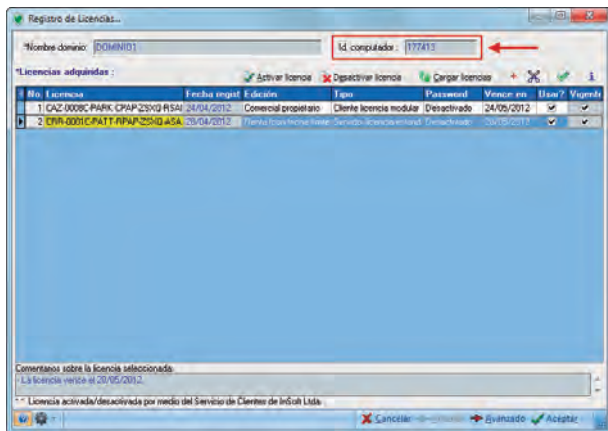 Registro de Licencias...
*Nombre dominio: DOMINIO1 Id. computador: 177413
*Licencias adquiridas : Activar licencia Desactivar licencia Cargar licencias
No. Licencia Fecha regist Edición Tipo Password Vence en Usar? Vigente
1 CAZ-0008C-PARK-CPAP-ZSXQ-RSAI 24/04/2012 Comercial propietario Cliente licencia modular Desactivado 24/05/2012
2 CRR-0001C-PATT-RPAP-ZSXQ-ASA 28/04/2012 Desactivado
Comentarios sobre la licencia seleccionada:
- La licencia vence el 28/05/2012.
** Licencia activada/desactivada por medio del Servicio de Clientes de InSoft Ltda.
Cancelar Avanzado Aceptar